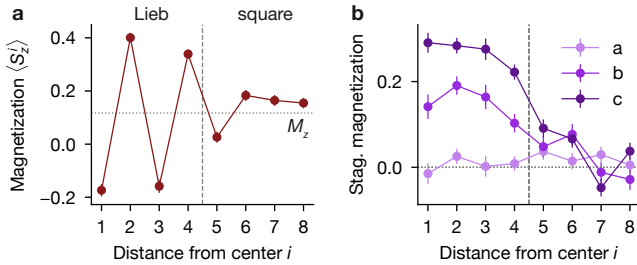 a
Lieb
square
Magnetization ⟨S_z^i⟩
0.4
0.2
0.0
−0.2
M_z
1 2 3 4 5 6 7 8
Distance from center i
b
Stag. magnetization
0.2
0.0
a
b
c
1 2 3 4 5 6 7 8
Distance from center i